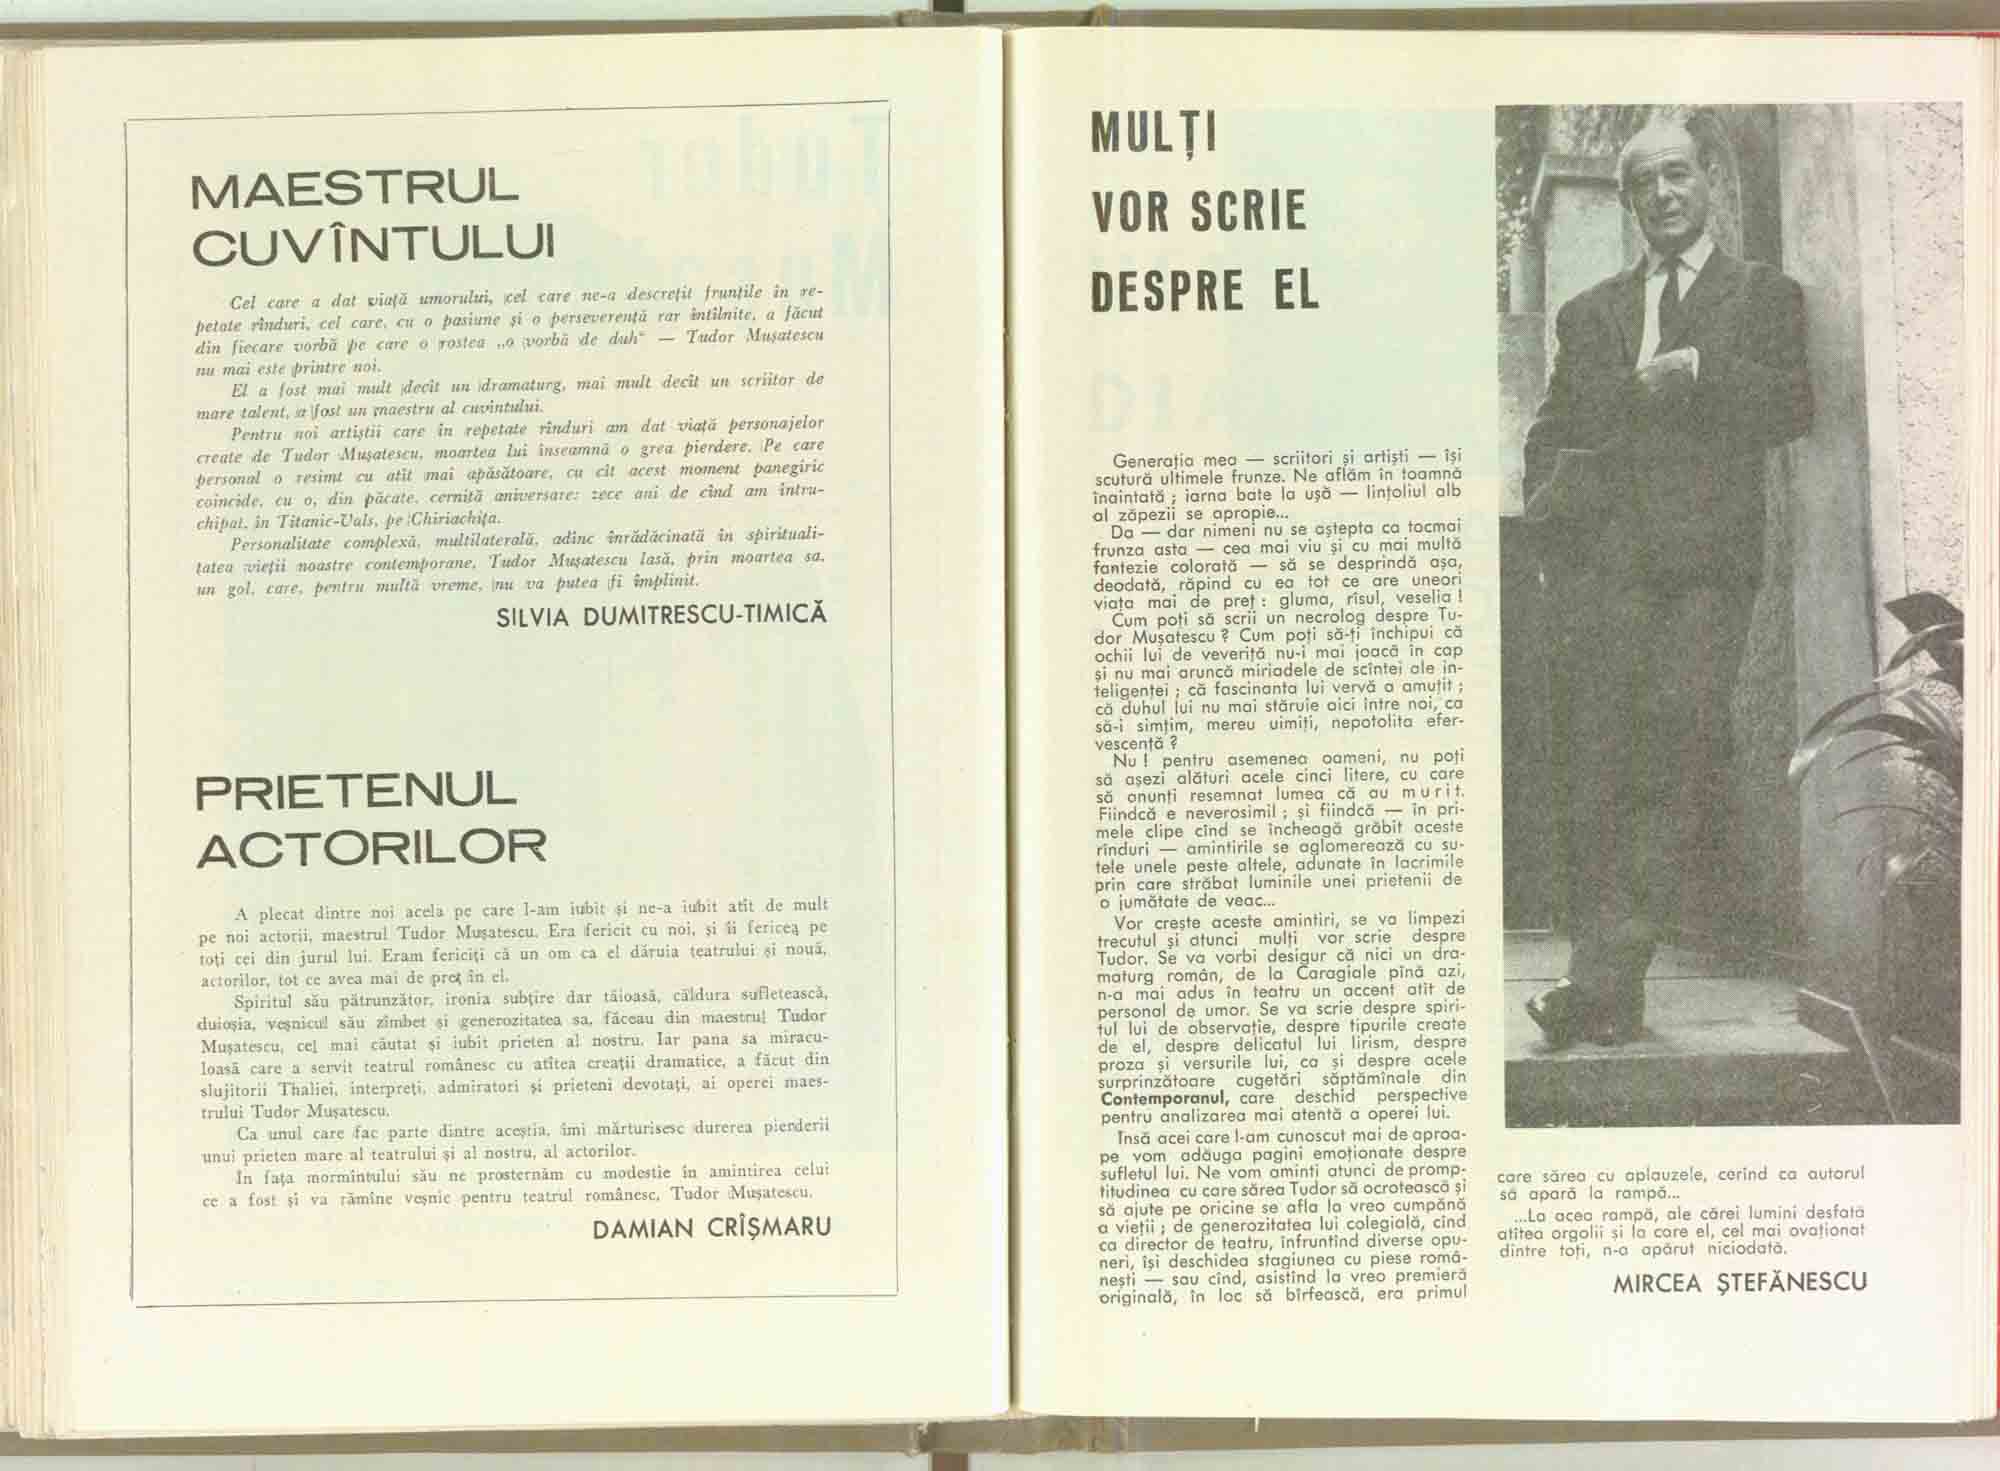 MAESTRUL
CUVÎNTULUI
Cel care a dat viață umorului, cel care ne-a descrețit frunțile în re-
petate rînduri, cel care, cu o pasiune și o perseverență rar întîlnite, a făcut
din fiecare vorbă pe care o rostea „o vorbă de duh“ — Tudor Mușatescu
nu mai este printre noi.
El a fost mai mult decît un dramaturg, mai mult decît un scriitor de
mare talent, a fost un maestru al cuvîntului.
Pentru noi artiștii care în repetate rînduri am dat viață personajelor
create de Tudor Mușatescu, moartea lui înseamnă o grea pierdere. Pe care
personal o resimt cu atît mai apăsătoare, cu cît acest moment panegiric
coincide, cu o, din păcate, cernită aniversare: zece ani de cînd am intru-
chipat, în Titanic-Vals, pe Chiriachița.
Personalitate complexă, multilaterală, adînc înrădăcinată în spirituali-
tatea vieții noastre contemporane, Tudor Mușatescu lasă, prin moartea sa,
un gol, care, pentru multă vreme, nu va putea fi împlinit.
SILVIA DUMITRESCU-TIMICĂ
PRIETENUL
ACTORILOR
A plecat dintre noi acela pe care l-am iubit și ne-a iubit atît de mult
pe noi actorii, maestrul Tudor Mușatescu. Era fericit cu noi, și îi fericea pe
toți cei din jurul lui. Eram fericiți că un om ca el dăruia teatrului și nouă,
actorilor, tot ce avea mai de preț în el.
Spiritul său pătrunzător, ironia subțire dar tăioasă, căldura sufletească,
duioșia, veșnicul său zîmbet și generozitatea sa, făceau din maestrul Tudor
Mușatescu, cel mai căutat și iubit prieten al nostru. Iar pana sa miracu-
loasă care a servit teatrul românesc cu atîtea creații dramatice, a făcut din
slujitorii Thaliei, interpreți, admiratori și prieteni devotați, ai operei maes-
trului Tudor Mușatescu.
Ca unul care fac parte dintre aceștia, îmi mărturisesc durerea pierderii
unui prieten mare al teatrului și al nostru, al actorilor.
În fața mormîntului său ne prosternăm cu modestie în amintirea celui
ce a fost și va rămîne veșnic pentru teatrul românesc, Tudor Mușatescu.
DAMIAN CRÎȘMARU
MULȚI
VOR SCRIE
DESPRE EL
Generația mea — scriitori și artiști — își
scutură ultimele frunze. Ne aflăm în toamnă
înaintată ; iarna bate la ușă — lințoliul alb
al zăpezii se apropie...
Da — dar nimeni nu se aștepta ca tocmai
frunza asta — cea mai viu și cu mai multă
fantezie colorată — să se desprindă așa,
deodată, răpind cu ea tot ce are uneori
viața mai de preț : gluma, rîsul, veselia !
Cum poți să scrii un necrolog despre Tu-
dor Mușatescu ? Cum poți să-ți închipui că
ochii lui de veveriță nu-i mai joacă în cap
și nu mai aruncă miriadele de scîntei ale in-
teligenței ; că fascinanta lui vervă a amuțit ;
că duhul lui nu mai stăruie aici între noi, ca
să-i simțim, mereu uimiți, nepotolita efer-
vescență ?
Nu ! pentru asemenea oameni, nu poți
să așezi alături acele cinci litere, cu care
să anunți resemnat lumea că au murit.
Fiindcă e neverosimil ; și fiindcă — în pri-
mele clipe cînd se încheagă grăbit aceste
rînduri — amintirile se aglomerează cu su-
tele unele peste altele, adunate în lacrimile
prin care străbat luminile unei prietenii de
o jumătate de veac...
Vor crește aceste amintiri, se va limpezi
trecutul și atunci mulți vor scrie despre
Tudor. Se va vorbi desigur că nici un dra-
maturg român, de la Caragiale pînă azi,
n-a mai adus în teatru un accent atît de
personal de umor. Se va scrie despre spiri-
tul lui de observație, despre tipurile create
de el, despre delicatul lui lirism, despre
proza și versurile lui, ca și despre acele
surprinzătoare cugetări săptămînale din
Contemporanul, care deschid perspective
pentru analizarea mai atentă a operei lui.
Însă acei care l-am cunoscut mai de aproa-
pe vom adăuga pagini emoționate despre
sufletul lui. Ne vom aminti atunci de promp-
titudinea cu care sărea Tudor să ocrotească și
să ajute pe oricine se afla la vreo cumpănă
a vieții ; de generozitatea lui colegială, cînd
ca director de teatru, înfruntînd diverse opu-
neri, își deschidea stagiunea cu piese romă-
nești — sau cînd, asistînd la vreo premieră
originală, în loc să bîrfească, era primul
care sărea cu aplauzele, cerînd ca autorul
să apară la rampă...
...La acea rampă, ale cărei lumini desfată
atîtea orgolii și la care el, cel mai ovaționat
dintre toți, n-a apărut niciodată.
MIRCEA ȘTEFĂNESCU